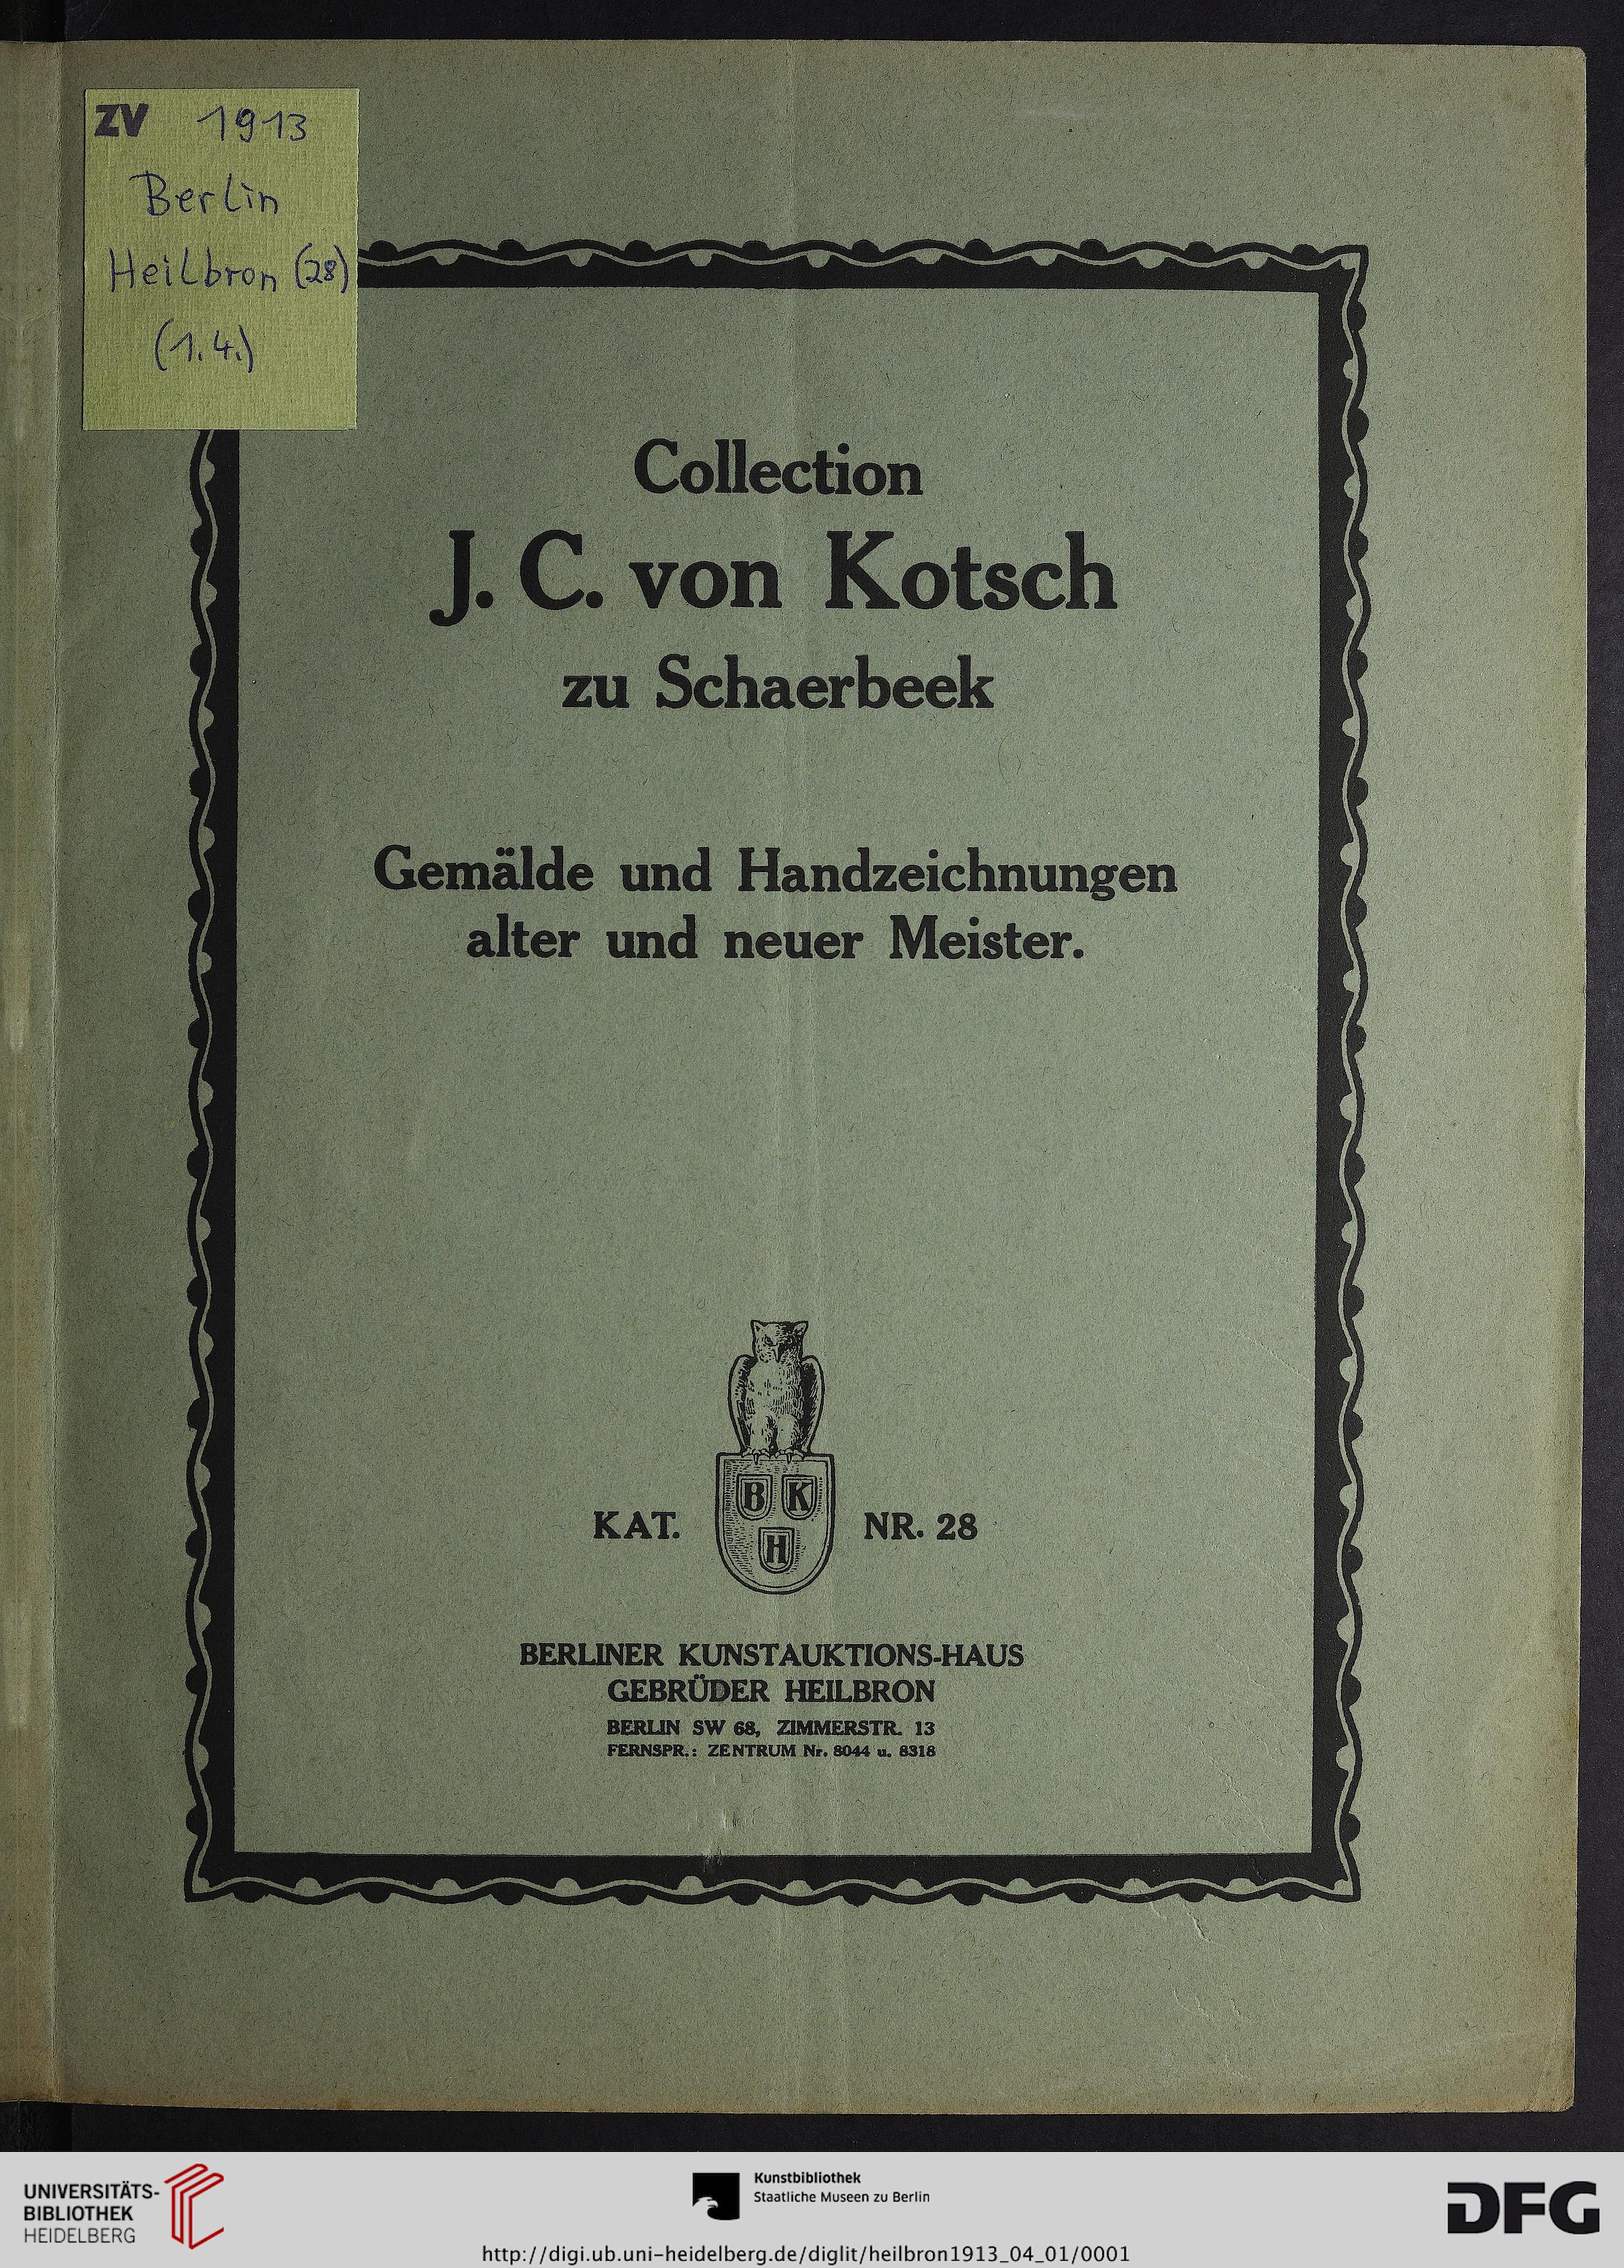 ZV 1913
Berlin
Heilbron (28)
(1.4.)
Collection
J. C. von Kotsch
zu Schaerbeek
Gemälde und Handzeichnungen
alter und neuer Meister.
B K
KAT. NR. 28
H
BERLINER KUNSTAUKTIONS-HAUS
GEBRÜDER HEILBRON
BERLIN SW 68, ZIMMERSTR. 13
FERNSPR.: ZENTRUM Nr. 8044 u. 8318
UNIVERSITÄTS-
BIBLIOTHEK
HEIDELBERG
Kunstbibliothek
Staatliche Museen zu Berlin
DFG
http://digi.ub.uni-heidelberg.de/diglit/heilbron1913_04_01/0001